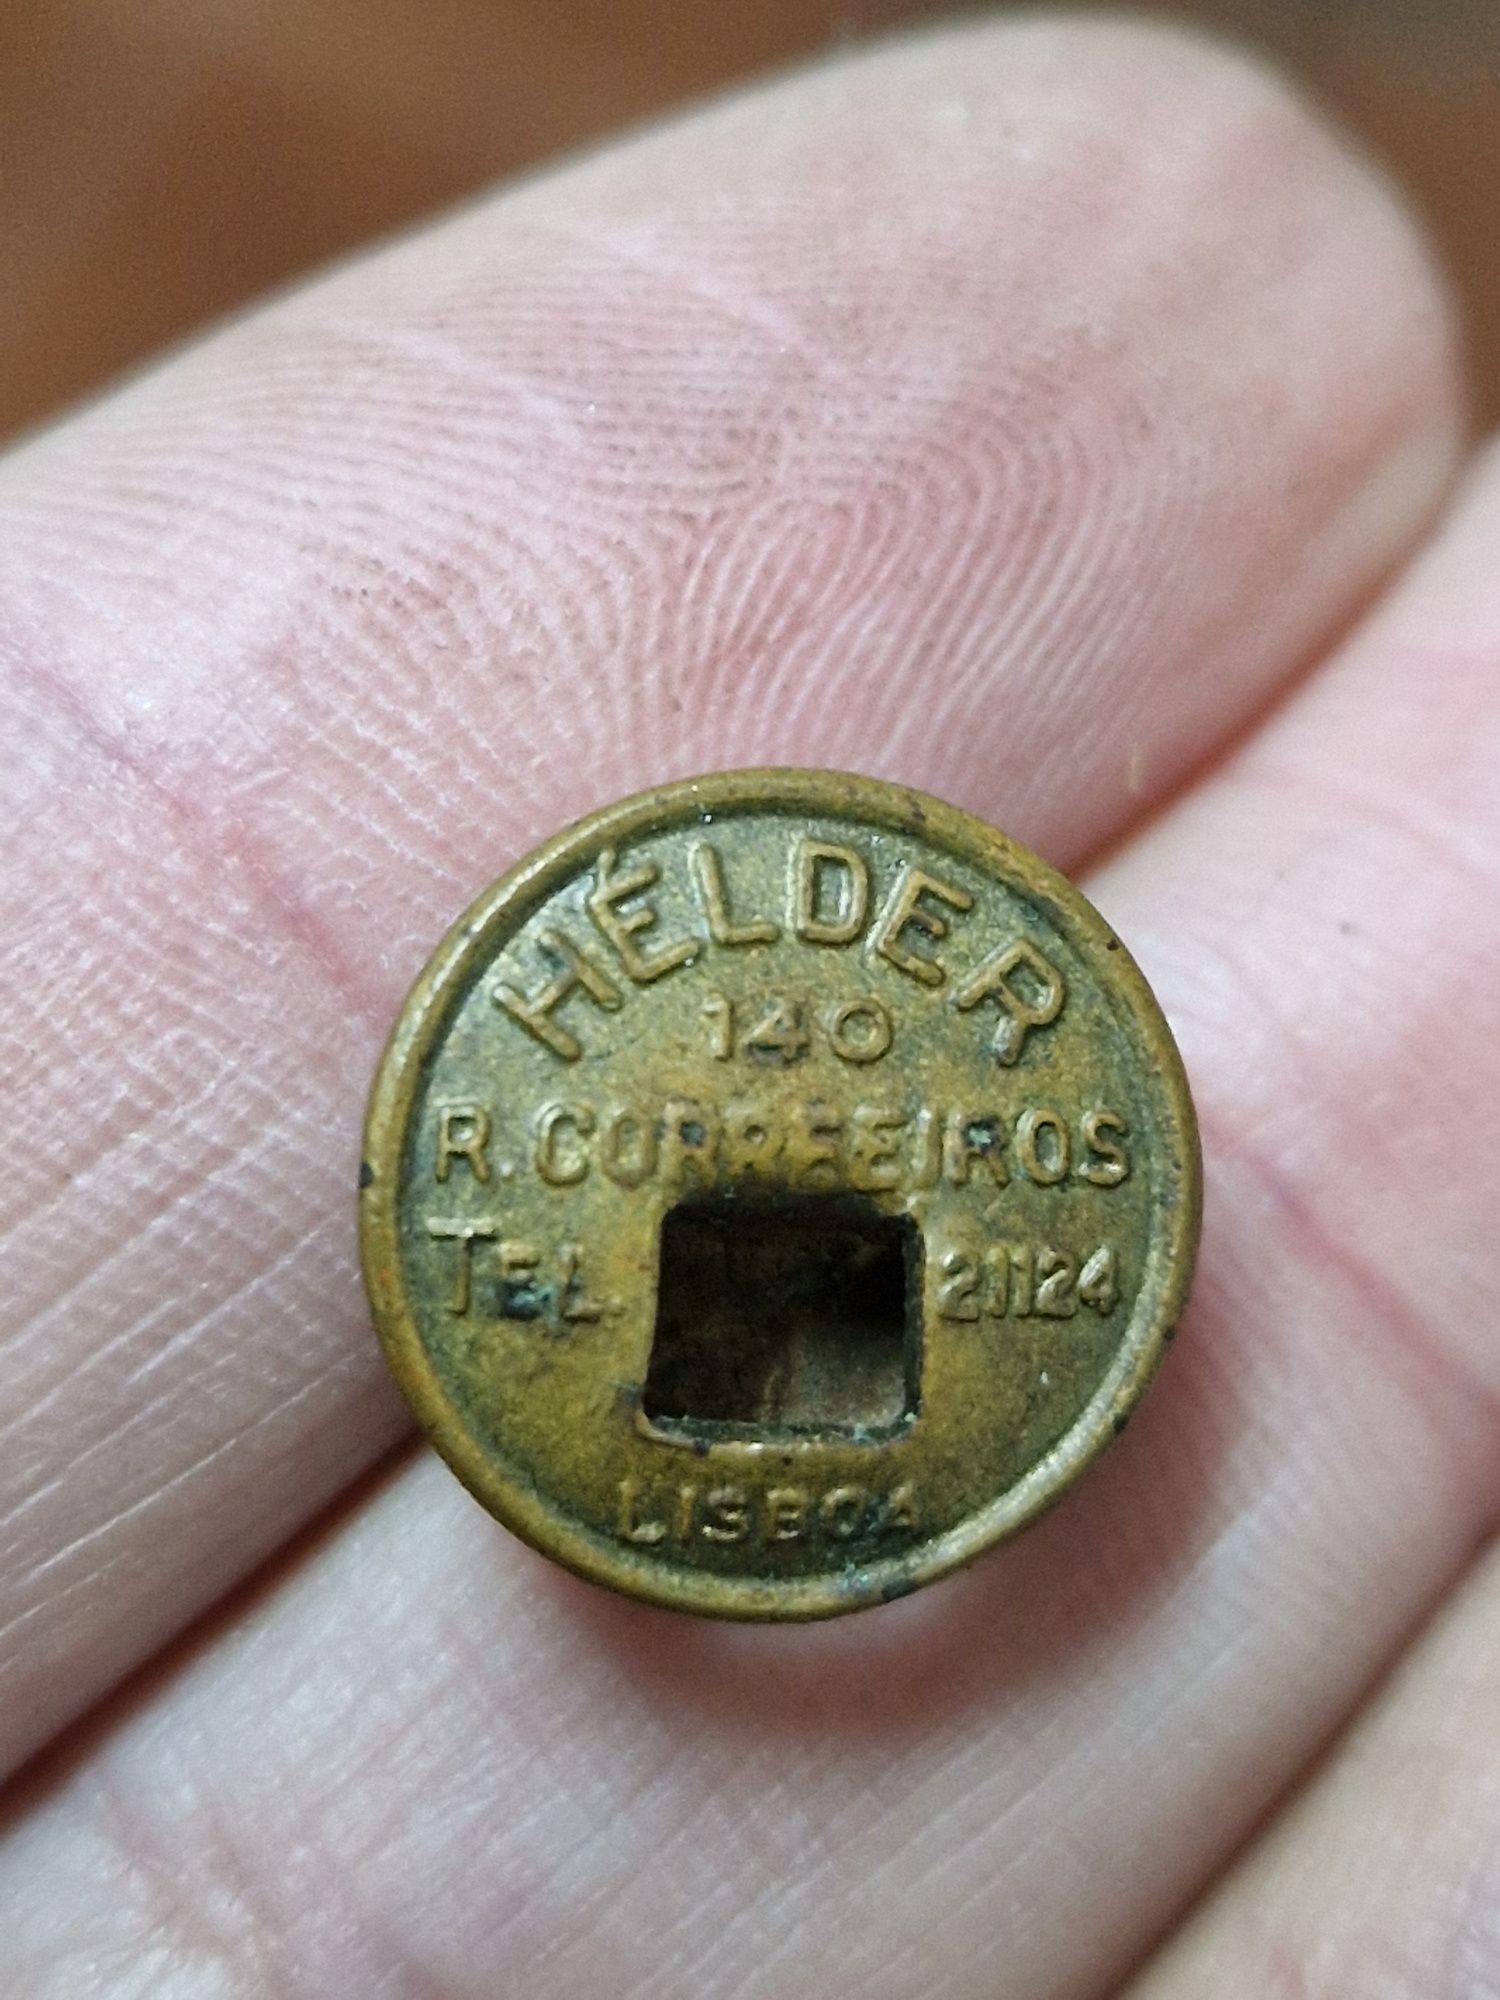 HÉLDER
140
R. CORREEIROS
TEL. 21124
LISBOA